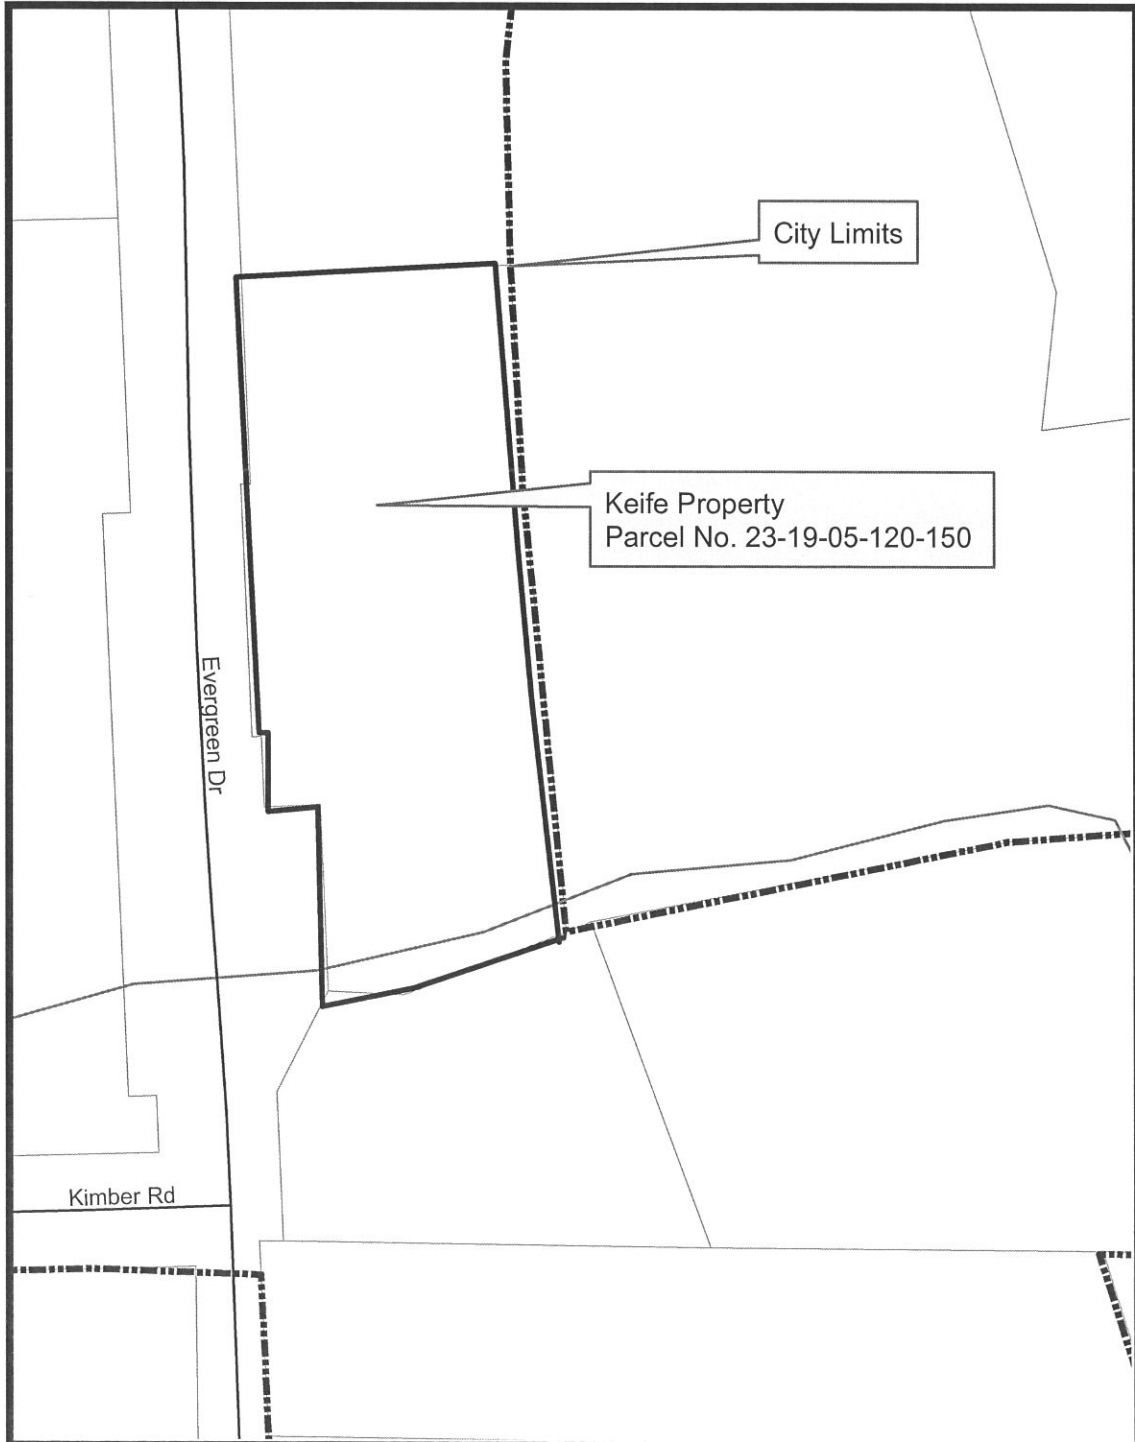 City Limits
Keife Property
Parcel No. 23-19-05-120-150
Evergreen Dr
Kimber Rd